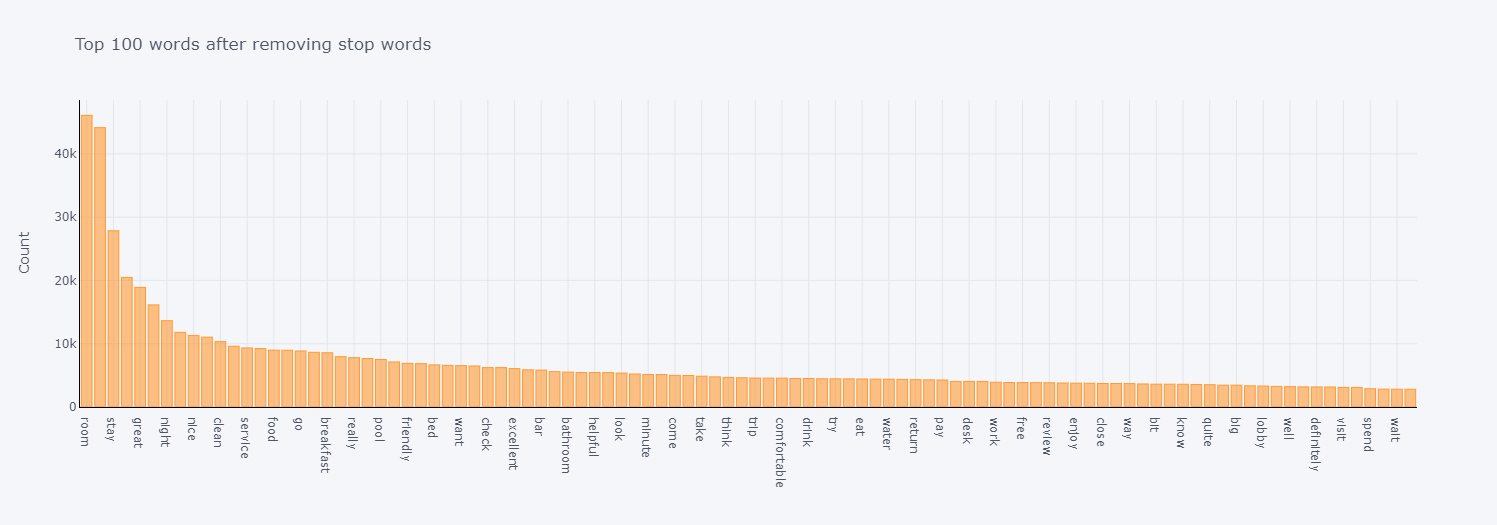 Top 100 words after removing stop words
Count
40k
30k
20k
10k
0
room
stay
great
night
nice
clean
service
food
go
breakfast
really
pool
friendly
bed
want
check
excellent
bar
bathroom
helpful
look
minute
come
take
think
trip
comfortable
drink
try
eat
water
return
pay
desk
work
free
review
enjoy
close
way
bit
know
quite
big
lobby
well
definitely
visit
spend
wait